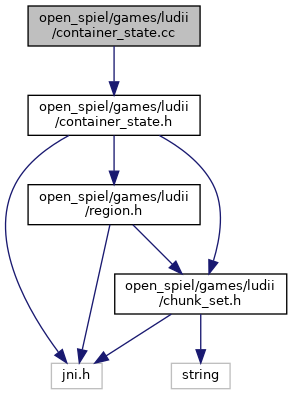 open_spiel/games/ludii
/container_state.cc
open_spiel/games/ludii
/container_state.h
open_spiel/games/ludii
/region.h
open_spiel/games/ludii
/chunk_set.h
jni.h
string